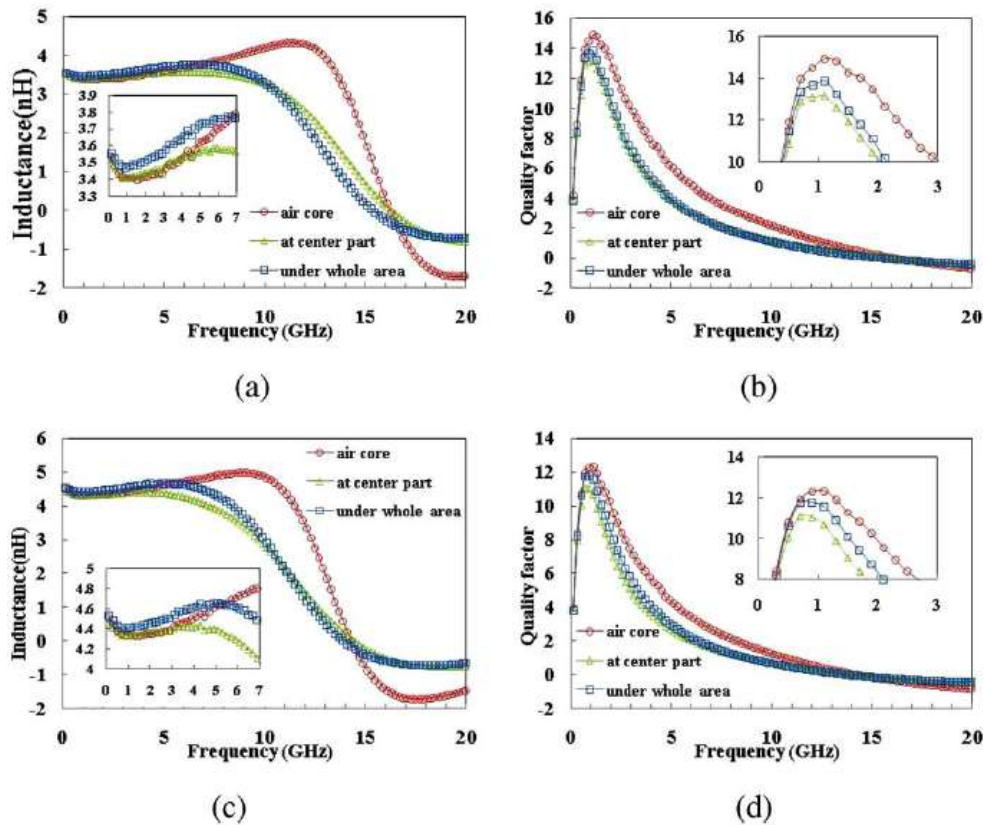 5
4
3
2
1
0
-1
-2
Inductance(nH)
3.9
3.8
3.7
3.6
3.5
3.4
3.3
0 1 2 3 4 5 6 7
air core
at center part
under whole area
0 5 10 15 20
Frequency (GHz)
(a)
16
14
12
10
8
6
4
2
0
-2
Quality factor
16
14
12
10
0 1 2 3
air core
at center part
under whole area
0 5 10 15 20
Frequency (GHz)
(b)
6
5
4
3
2
1
0
-1
-2
Inductance(nH)
air core
at center part
under whole area
5
4.8
4.6
4.4
4.2
4
0 1 2 3 4 5 6 7
0 5 10 15 20
Frequency (GHz)
(c)
14
12
10
8
6
4
2
0
-2
Quality factor
14
12
10
8
0 1 2 3
air core
at center part
under whole area
0 5 10 15 20
Frequency (GHz)
(d)